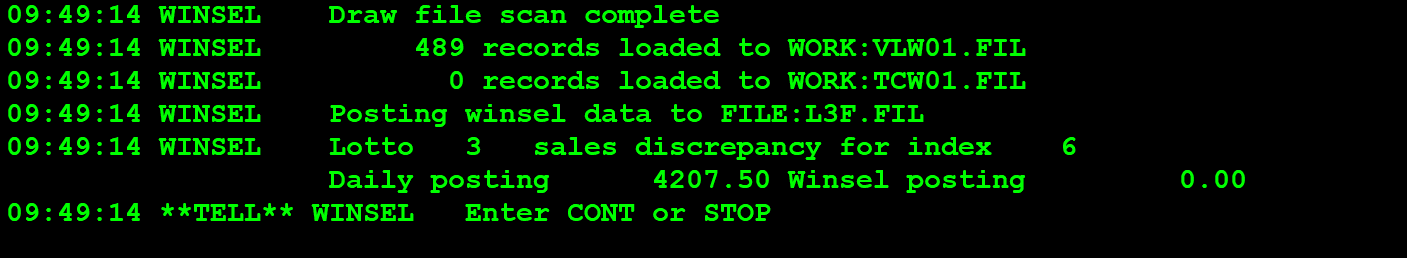 09:49:14 WINSEL    Draw file scan complete
09:49:14 WINSEL         489 records loaded to WORK:VLW01.FIL
09:49:14 WINSEL           0 records loaded to WORK:TCW01.FIL
09:49:14 WINSEL    Posting winsel data to FILE:L3F.FIL
09:49:14 WINSEL    Lotto   3   sales discrepancy for index    6
                   Daily posting      4207.50 Winsel posting         0.00
09:49:14 **TELL** WINSEL   Enter CONT or STOP